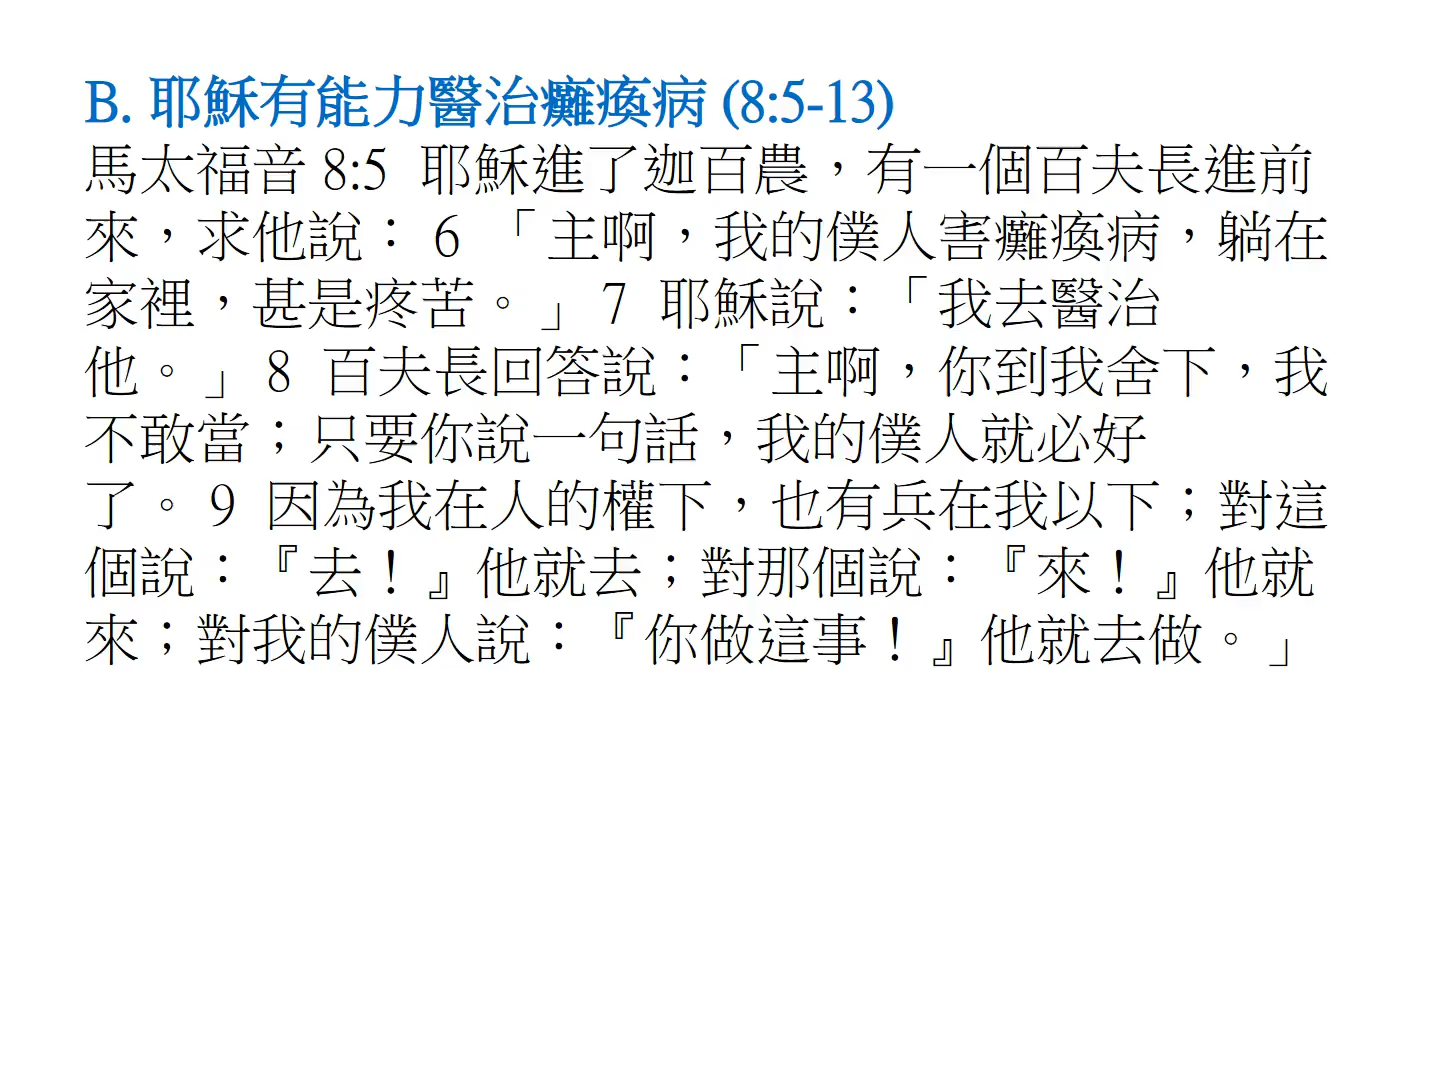 B. 耶穌有能力醫治癱瘓病 (8:5-13)
馬太福音 8:5 耶穌進了迦百農，有一個百夫長進前
來，求他說： 6 「主啊，我的僕人害癱瘓病，躺在
家裡，甚是疼苦。」 7 耶穌說：「我去醫治
他。」 8 百夫長回答說：「主啊，你到我舍下，我
不敢當；只要你說一句話，我的僕人就必好
了。 9 因為我在人的權下，也有兵在我以下；對這
個說：『去！』他就去；對那個說：『來！』他就
來；對我的僕人說：『你做這事！』他就去做。」